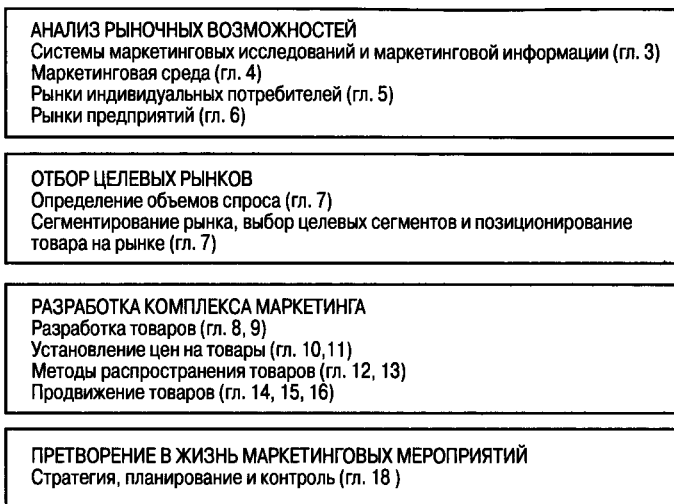 АНАЛИЗ РЫНОЧНЫХ ВОЗМОЖНОСТЕЙ
Системы маркетинговых исследований и маркетинговой информации (гл. 3)
Маркетинговая среда (гл. 4)
Рынки индивидуальных потребителей (гл. 5)
Рынки предприятий (гл. 6)
ОТБОР ЦЕЛЕВЫХ РЫНКОВ
Определение объемов спроса (гл. 7)
Сегментирование рынка, выбор целевых сегментов и позиционирование
товара на рынке (гл. 7)
РАЗРАБОТКА КОМПЛЕКСА МАРКЕТИНГА
Разработка товаров (гл. 8, 9)
Установление цен на товары (гл. 10,11)
Методы распространения товаров (гл. 12, 13)
Продвижение товаров (гл. 14, 15, 16)
ПРЕТВОРЕНИЕ В ЖИЗНЬ МАРКЕТИНГОВЫХ МЕРОПРИЯТИЙ
Стратегия, планирование и контроль (гл. 18 )